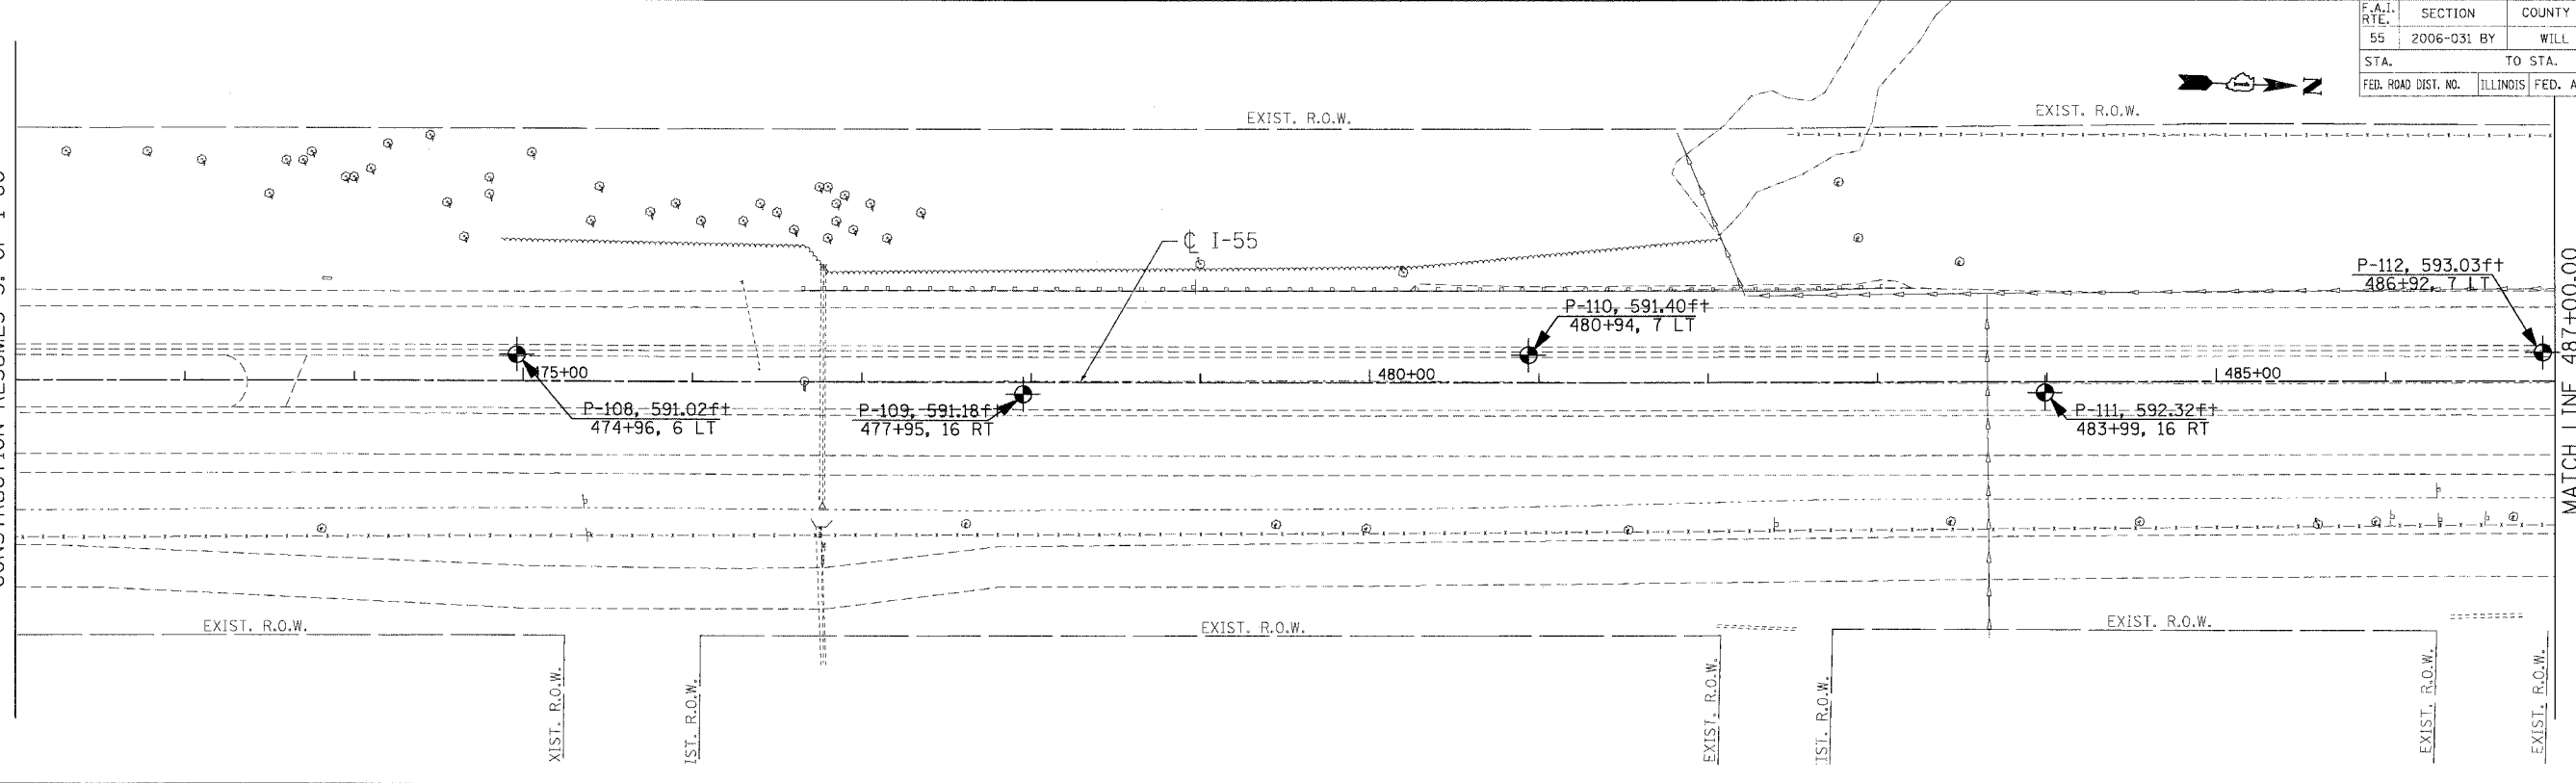 F.A.I. RTE. SECTION COUNTY
55 2006-031 BY WILL
STA. TO STA.
FED. ROAD DIST. NO. ILLINOIS FED. A
N
EXIST. R.O.W.
EXIST. R.O.W.
℄ I-55
P-112, 593.03ft
486+92, 7 LT
P-110, 591.40ft
480+94, 7 LT
475+00
480+00
485+00
P-108, 591.02ft
474+96, 6 LT
P-109, 591.18ft
477+95, 16 RT
P-111, 592.32ft
483+99, 16 RT
MATCH LINE 487+00.00
EXIST. R.O.W.
EXIST. R.O.W.
EXIST. R.O.W.
XIST. R.O.W.
IST. R.O.W.
EXIST. R.O.W.
IST. R.O.W.
EXIST. R.O.W.
EXIST. R.O.W.